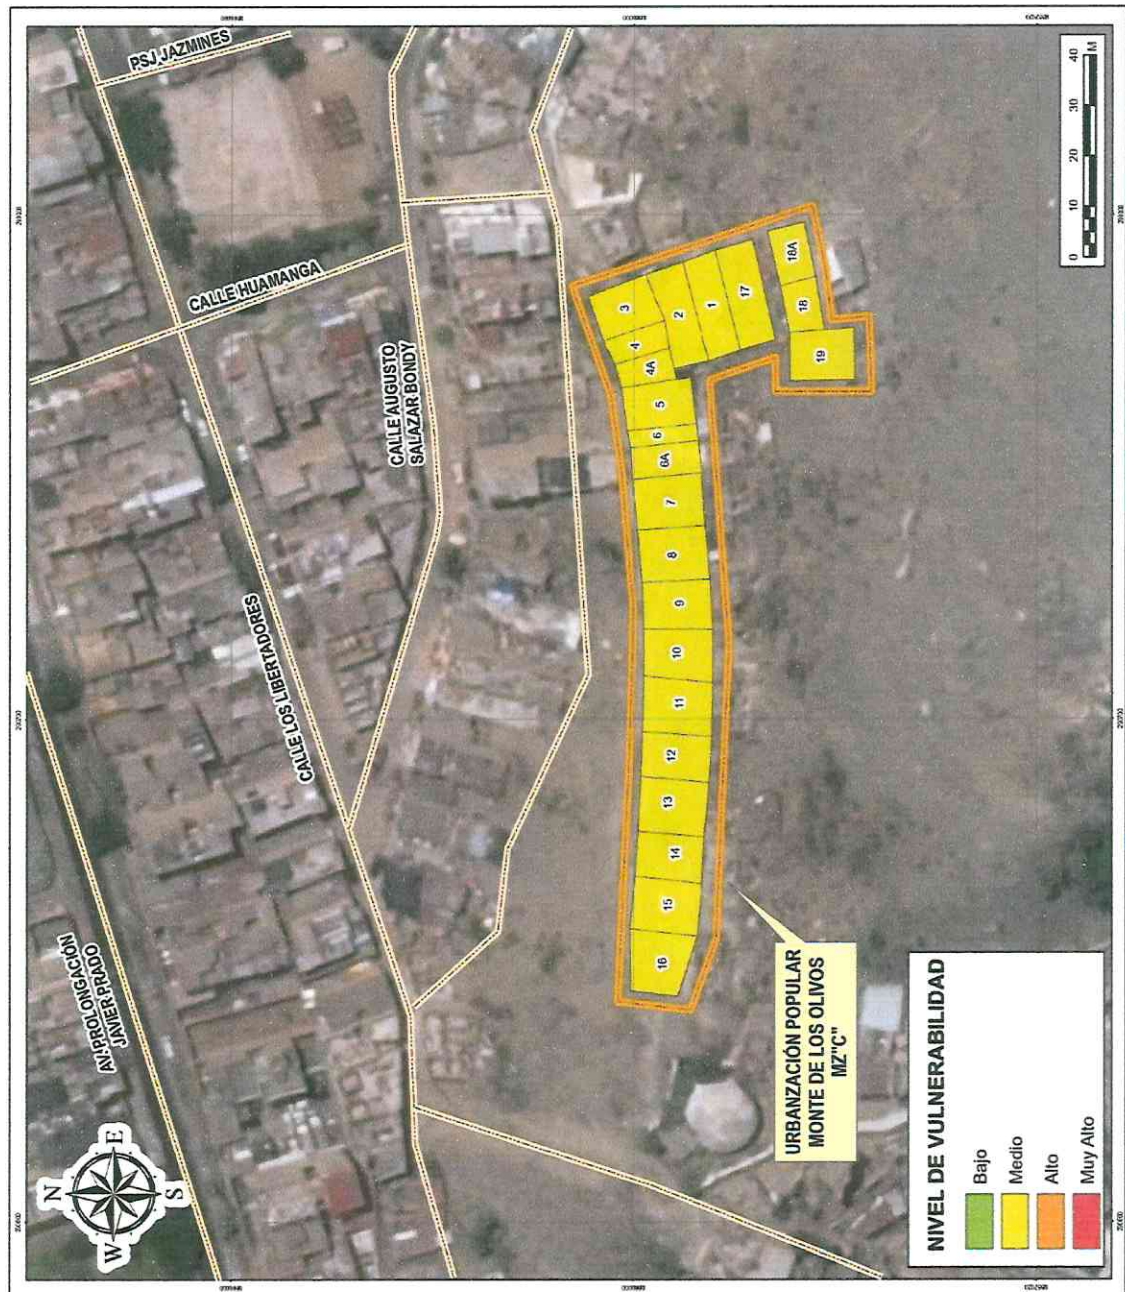 PSJ JAZMINES
CALLE HUAMANGA
CALLE AUGUSTO
SALAZAR BONDY
CALLE LOS LIBERTADORES
AV. PROLONGACIÓN
JAVIER PRADO
N
E
S
W
0 10 20 30 40
M
3
4
4A
2
1
17
18A
18
19
5
6
6A
7
8
9
10
11
12
13
14
15
16
URBANZACIÓN POPULAR
MONTE DE LOS OLIVOS
MZ"C"
NIVEL DE VULNERABILIDAD
Bajo
Medio
Alto
Muy Alto